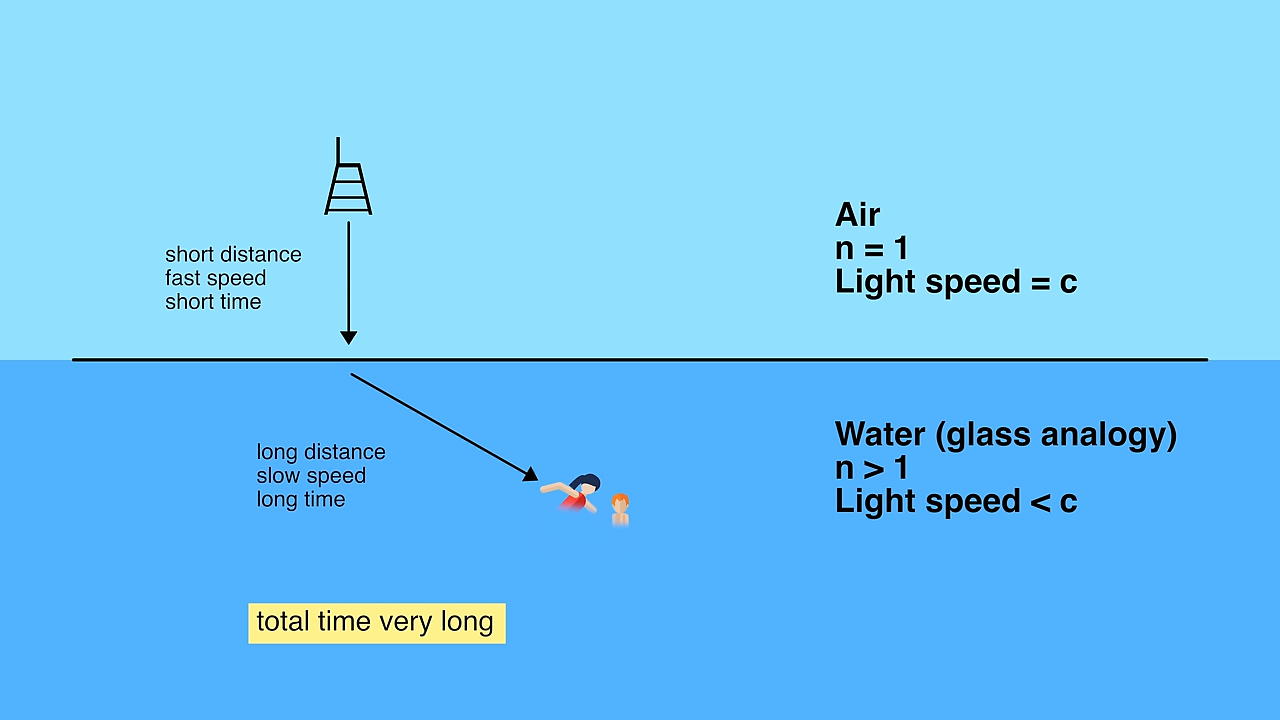 Air
n = 1
Light speed = c
short distance
fast speed
short time
Water (glass analogy)
n > 1
Light speed < c
long distance
slow speed
long time
total time very long